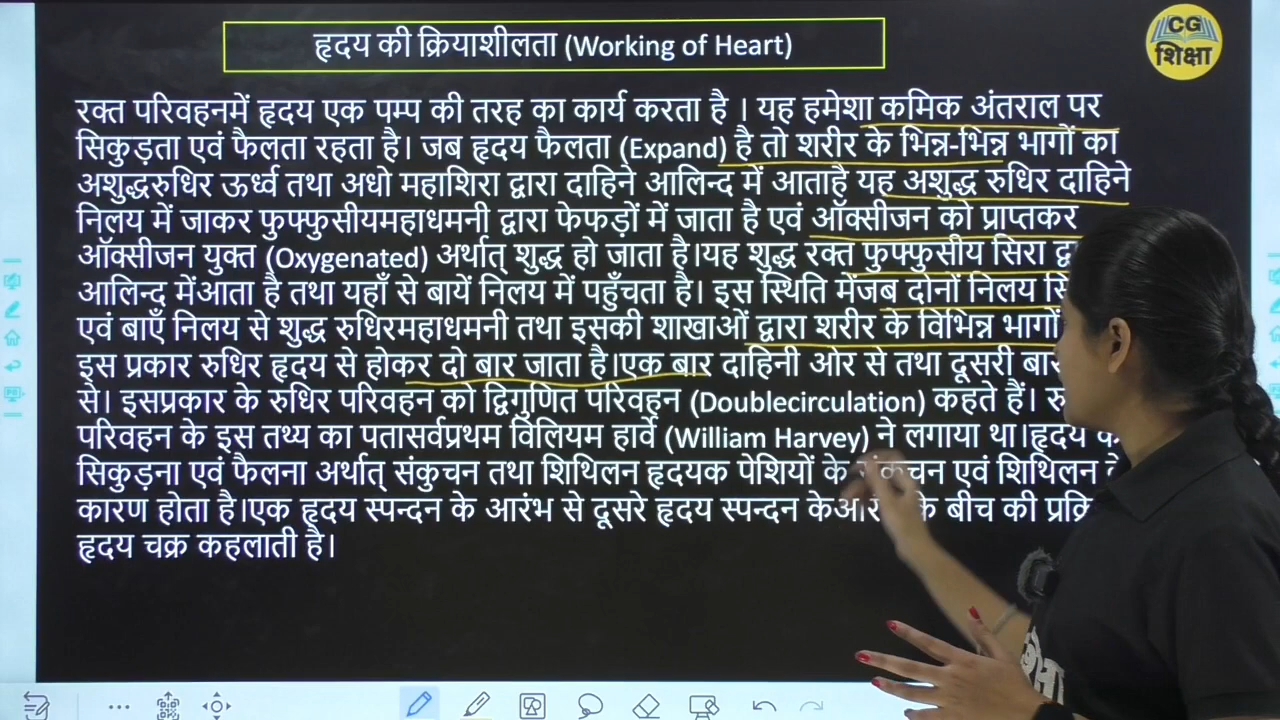 हृदय की क्रियाशीलता (Working of Heart)
CG
शिक्षा
रक्त परिवहनमें हृदय एक पम्प की तरह का कार्य करता है । यह हमेशा कमिक अंतराल पर
सिकुड़ता एवं फैलता रहता है। जब हृदय फैलता (Expand) है तो शरीर के भिन्न-भिन्न भागों का
अशुद्धरुधिर ऊर्ध्व तथा अधो महाशिरा द्वारा दाहिने आलिन्द में आताहै यह अशुद्ध रुधिर दाहिने
निलय में जाकर फुफ्फुसीयमहाधमनी द्वारा फेफड़ों में जाता है एवं ऑक्सीजन को प्राप्तकर
ऑक्सीजन युक्त (Oxygenated) अर्थात् शुद्ध हो जाता है।यह शुद्ध रक्त फुफ्फुसीय सिरा
आलिन्द मेंआता है तथा यहाँ से बायें निलय में पहुँचता है। इस स्थिति मेंजब दोनों निलय
एवं बाएँ निलय से शुद्ध रुधिरमहाधमनी तथा इसकी शाखाओं द्वारा शरीर के विभिन्न भागों
इस प्रकार रुधिर हृदय से होकर दो बार जाता है।एक बार दाहिनी ओर से तथा दूसरी बार
से। इसप्रकार के रुधिर परिवहन को द्विगुणित परिवहन (Doublecirculation) कहते हैं।
परिवहन के इस तथ्य का पतासर्वप्रथम विलियम हार्वे (William Harvey) ने लगाया था।हृदय
सिकुड़ना एवं फैलना अर्थात् संकुचन तथा शिथिलन हृदयक पेशियों के संकुचन एवं शिथिलन
कारण होता है।एक हृदय स्पन्दन के आरंभ से दूसरे हृदय स्पन्दन के बीच की
हृदय चक्र कहलाती है।